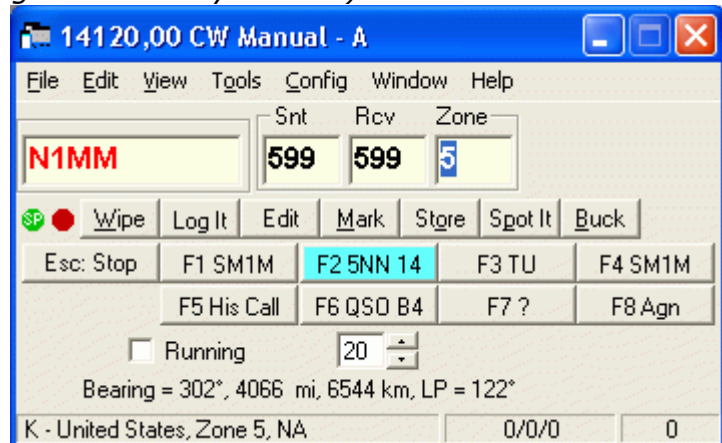 14120,00 CW Manual - A
File Edit View Tools Config Window Help
Snt Rcv Zone
N1MM 599 599 5
SP Wipe Log It Edit Mark Store Spot It Buck
Esc: Stop F1 SM1M F2 5NN 14 F3 TU F4 SM1M
F5 His Call F6 QSO B4 F7 ? F8 Agn
Running 20
Bearing = 302°, 4066 mi, 6544 km, LP = 122°
K - United States, Zone 5, NA 0/0/0 0